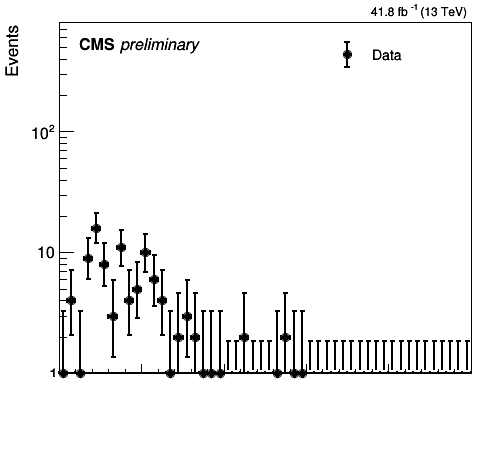 41.8 fb⁻¹ (13 TeV)
Events
CMS preliminary
Data
10²
10
1